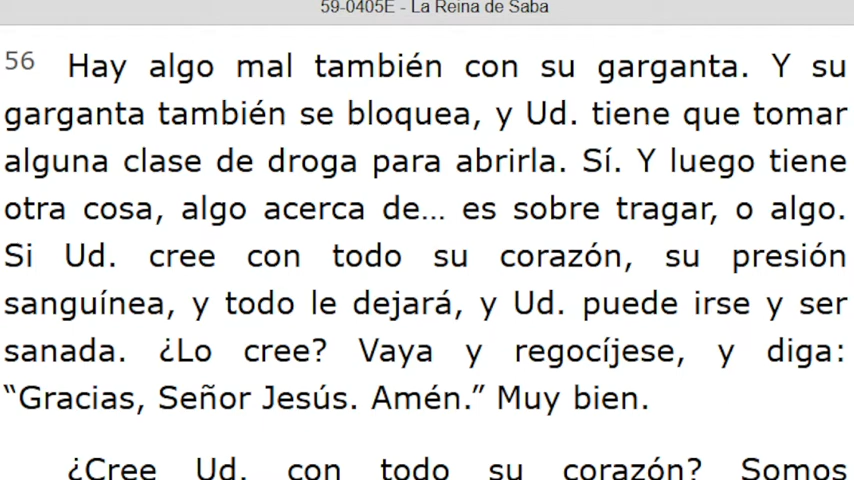 59-0405E - La Reina de Saba
56 Hay algo mal también con su garganta. Y su
garganta también se bloquea, y Ud. tiene que tomar
alguna clase de droga para abrirla. Sí. Y luego tiene
otra cosa, algo acerca de... es sobre tragar, o algo.
Si Ud. cree con todo su corazón, su presión
sanguínea, y todo le dejará, y Ud. puede irse y ser
sanada. ¿Lo cree? Vaya y regocíjese, y diga:
“Gracias, Señor Jesús. Amén.” Muy bien.
¿Cree Ud. con todo su corazón? Somos